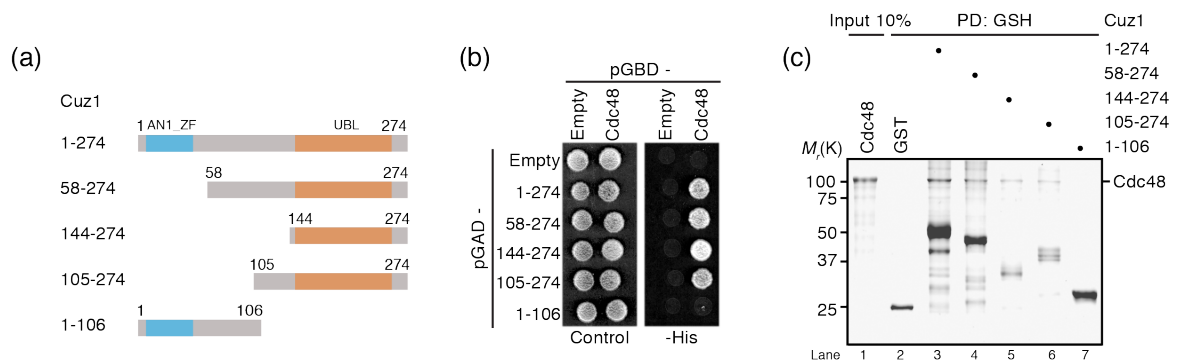 (a)
Cuz1
1 AN1_ZF UBL 274
1-274
58 274
58-274
144 274
144-274
105 274
105-274
1 106
1-106
(b)
pGBD -
Empty Cdc48 Empty Cdc48
pGAD -
Empty
1-274
58-274
144-274
105-274
1-106
Control -His
(c)
Input 10% PD: GSH Cuz1
1-274
58-274
144-274
105-274
1-106
Mr(K) Cdc48 GST
100 Cdc48
75
50
37
25
Lane 1 2 3 4 5 6 7